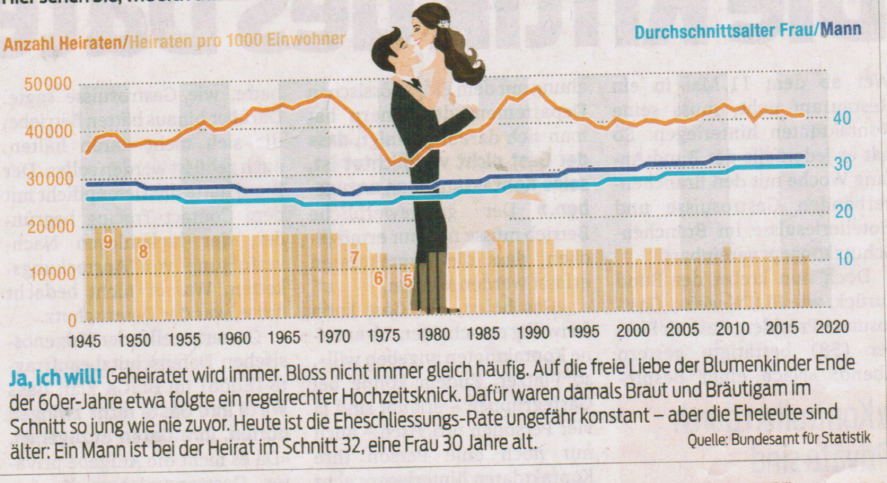 Anzahl Heiraten/Heiraten pro 1000 Einwohner
Durchschnittsalter Frau/Mann
50000
40000
30000
20000
10000
0
40
30
20
10
9
8
7
6
5
1945 1950 1955 1960 1965 1970 1975 1980 1985 1990 1995 2000 2005 2010 2015 2020
Ja, ich will! Geheiratet wird immer. Bloss nicht immer gleich häufig. Auf die freie Liebe der Blumenkinder Ende
der 60er-Jahre etwa folgte ein regelrechter Hochzeitsknick. Dafür waren damals Braut und Bräutigam im
Schnitt so jung wie nie zuvor. Heute ist die Eheschliessungs-Rate ungefähr konstant – aber die Eheleute sind
älter: Ein Mann ist bei der Heirat im Schnitt 32, eine Frau 30 Jahre alt.
Quelle: Bundesamt für Statistik